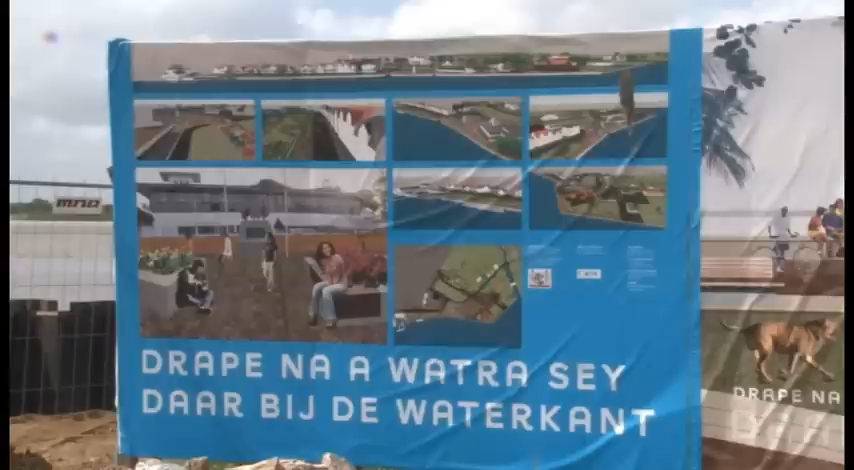 DRAPE NA A WATRA SEY
DAAR BIJ DE WATERKANT
DRAPE NA